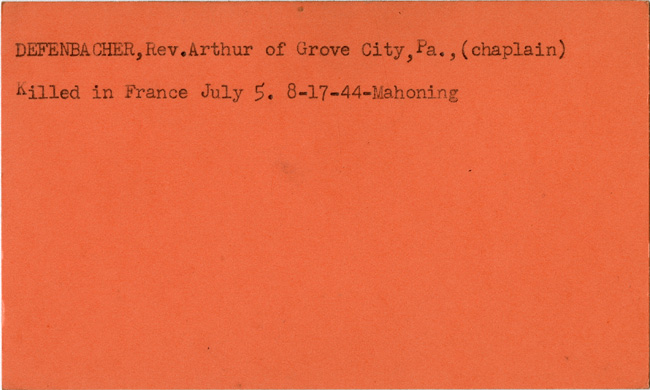 DEFENBACHER,Rev.Arthur of Grove City,Pa.,(chaplain)
Killed in France July 5. 8-17-44-Mahoning